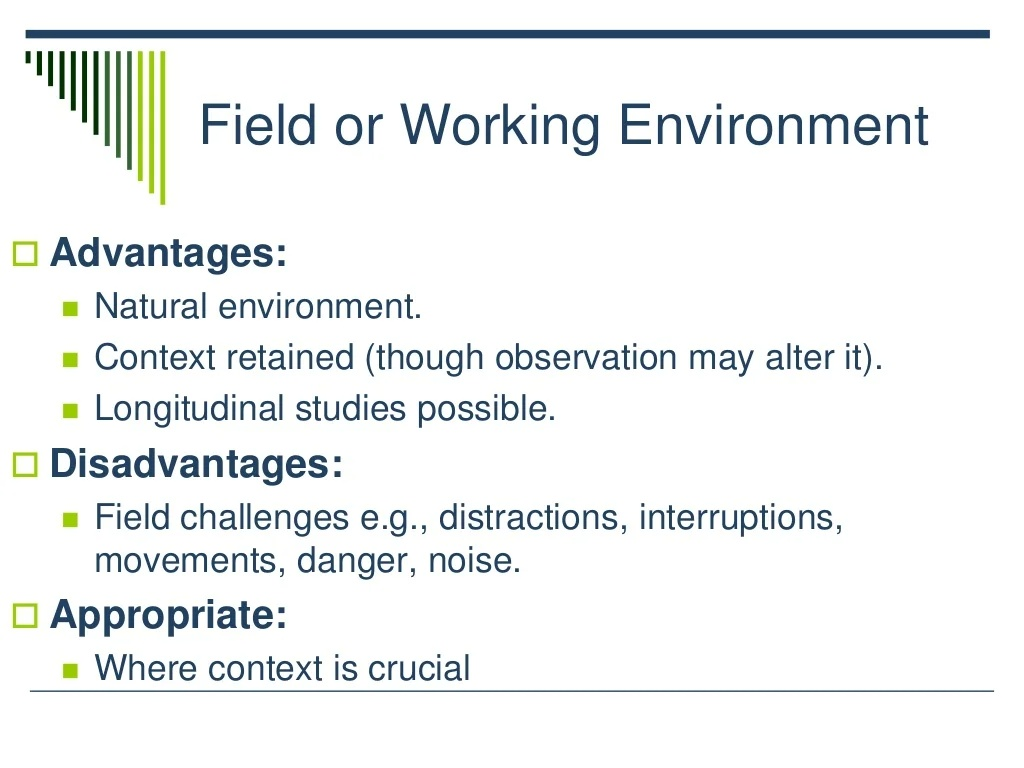 Field or Working Environment
Advantages:
Natural environment.
Context retained (though observation may alter it).
Longitudinal studies possible.
Disadvantages:
Field challenges e.g., distractions, interruptions,
movements, danger, noise.
Appropriate:
Where context is crucial